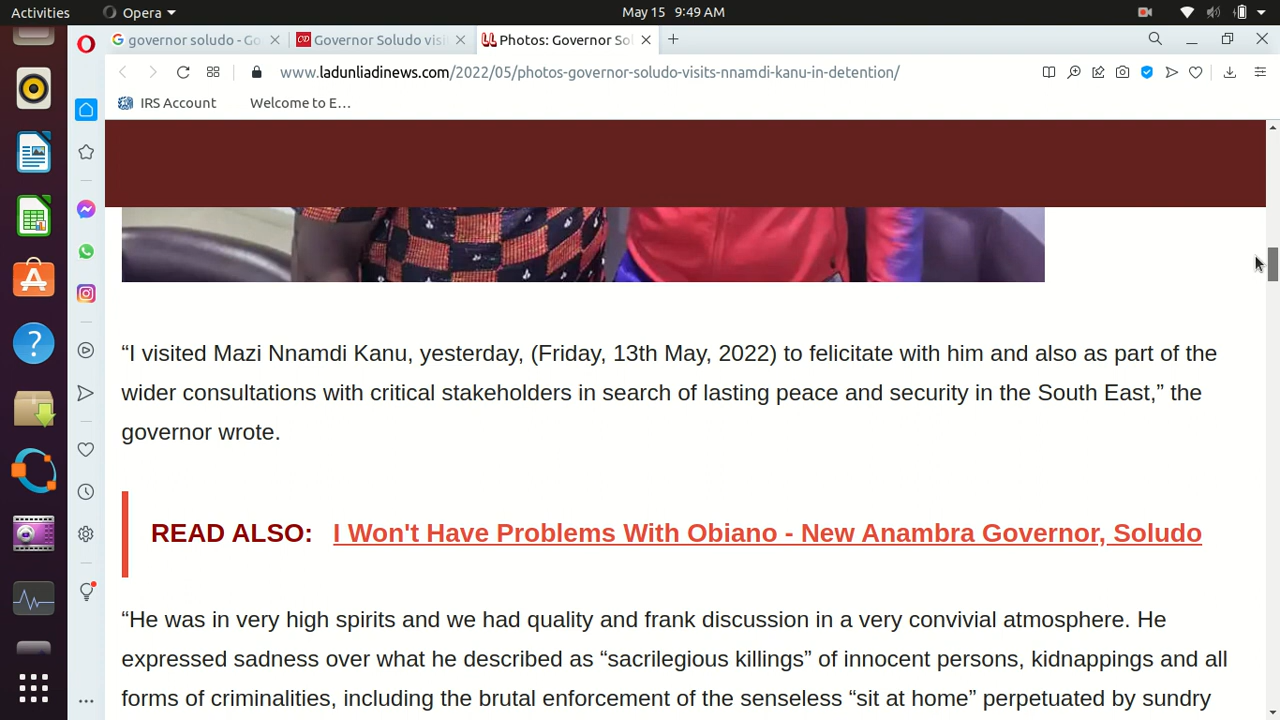 Activities Opera May 15 9:49 AM
governor soludo - Go Governor Soludo visi Photos: Governor Sol
www.ladunliadinews.com/2022/05/photos-governor-soludo-visits-nnamdi-kanu-in-detention/
IRS Account Welcome to E…
“I visited Mazi Nnamdi Kanu, yesterday, (Friday, 13th May, 2022) to felicitate with him and also as part of the
wider consultations with critical stakeholders in search of lasting peace and security in the South East,” the
governor wrote.
READ ALSO: I Won't Have Problems With Obiano - New Anambra Governor, Soludo
“He was in very high spirits and we had quality and frank discussion in a very convivial atmosphere. He
expressed sadness over what he described as “sacrilegious killings” of innocent persons, kidnappings and all
forms of criminalities, including the brutal enforcement of the senseless “sit at home” perpetuated by sundry